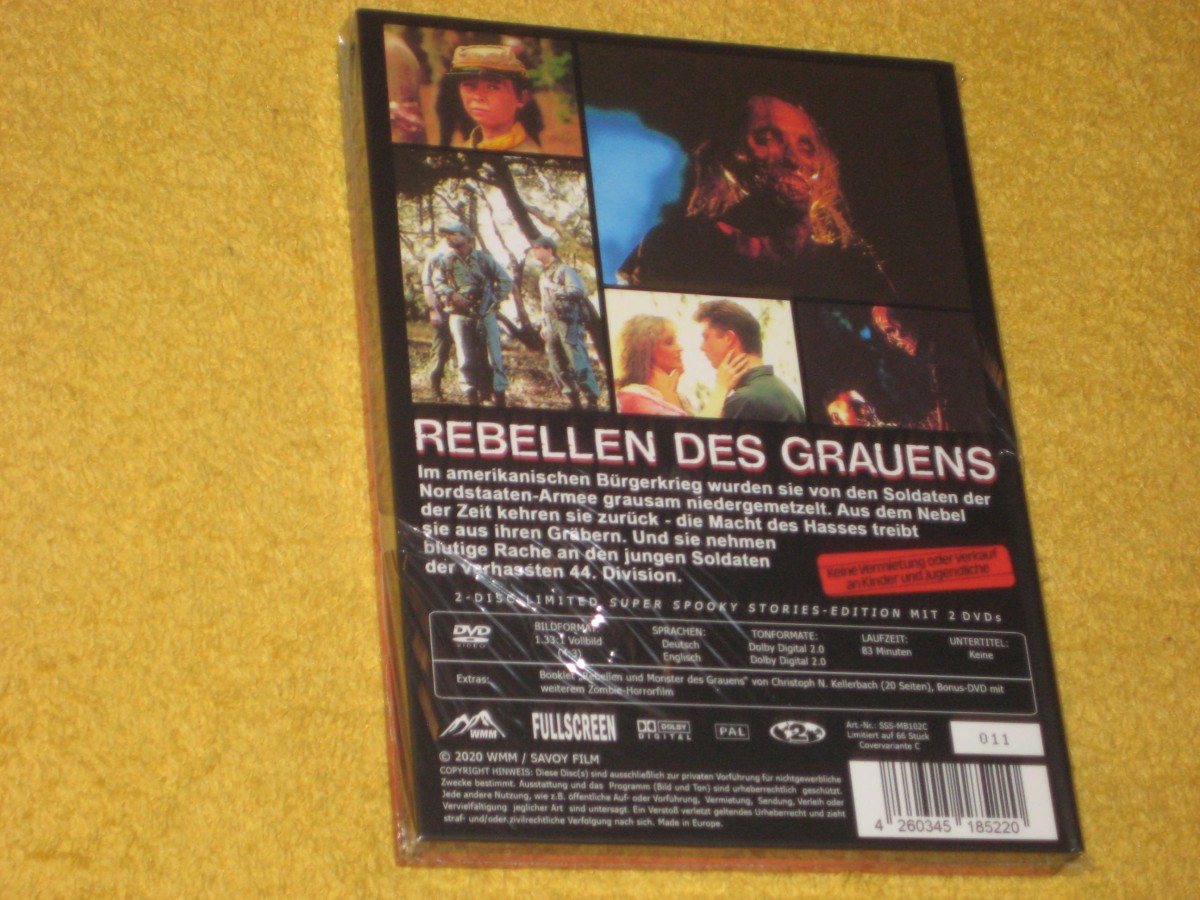 REBELLEN DES GRAUENS
Im amerikanischen Bürgerkrieg wurden sie von den Soldaten der
Nordstaaten-Armee grausam niedergemetzelt. Aus dem Nebel
der Zeit kehren sie zurück - die Macht des Hasses treibt
sie aus ihren Gräbern. Und sie nehmen
blutige Rache an den jungen Soldaten
der verhassten 44. Division.
Keine Vermietung oder Verkauf
an Kinder und Jugendliche
2-DISC-LIMITED SUPER SPOOKY STORIES-EDITION MIT 2 DVDs
DVD
VIDEO
BILDFORMAT:
1.33:1 Vollbild
(4:3)
SPRACHEN:
Deutsch
Englisch
TONFORMATE:
Dolby Digital 2.0
Dolby Digital 2.0
LAUFZEIT:
83 Minuten
UNTERTITEL:
Keine
Extras:
Booklet „Rebellen und Monster des Grauens" von Christoph N. Kellerbach (20 Seiten), Bonus-DVD mit
weiterem Zombie-Horrorfilm
WMM
FULLSCREEN
DOLBY
DIGITAL
PAL
2
Art.-Nr.: SSS-MB102C
Limitiert auf 66 Stück
Covervariante C
011
© 2020 WMM / SAVOY FILM
COPYRIGHT HINWEIS: Diese Disc(s) sind ausschließlich zur privaten Vorführung für nichtgewerbliche
Zwecke bestimmt. Ausstattung und das Programm (Bild und Ton) sind urheberrechtlich geschützt.
Jede andere Nutzung, wie z.B. öffentliche Auf- oder Vorführung, Vermietung, Sendung, Verleih oder
Vervielfältigung jeglicher Art sind untersagt. Ein Verstoß verletzt geltendes Urheberrecht und zieht
straf- und/oder zivilrechtliche Verfolgung nach sich. Made in Europe.
4 260345 185220